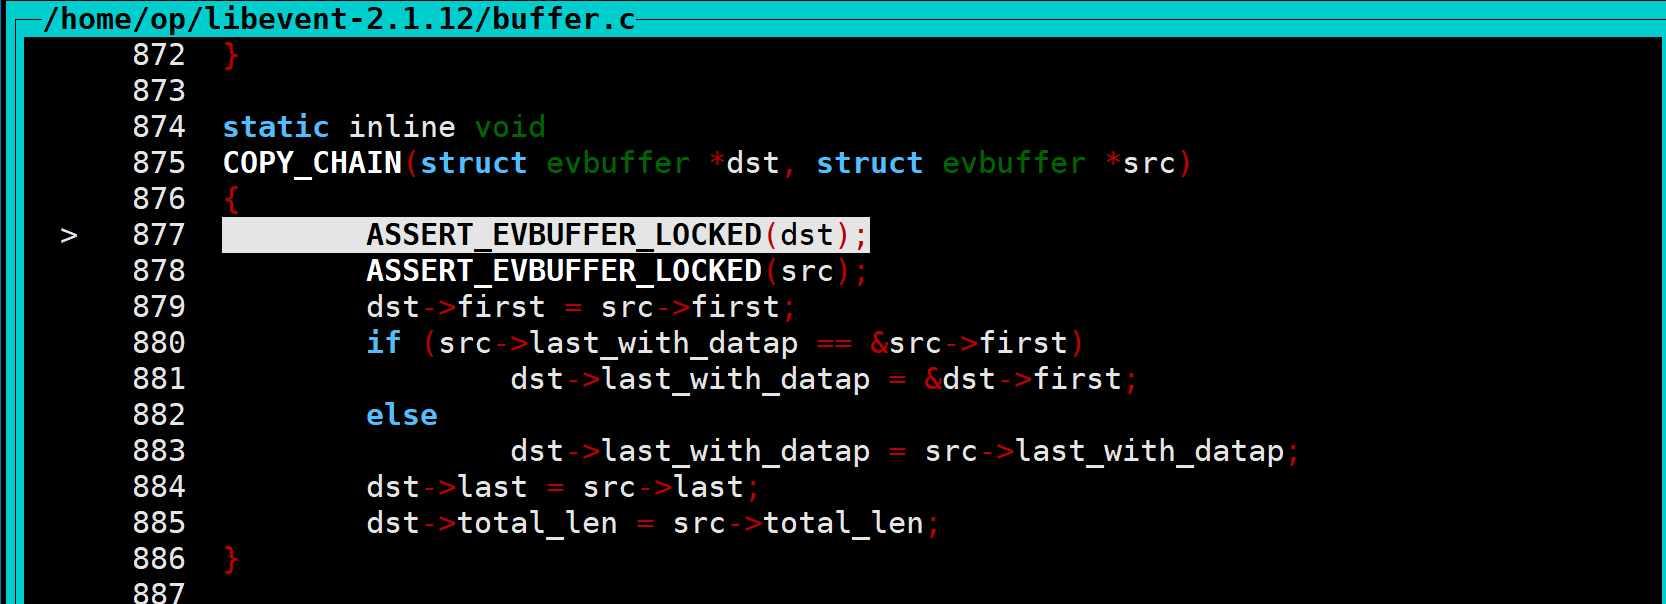 /home/op/libevent-2.1.12/buffer.c
872 }
873
874 static inline void
875 COPY_CHAIN(struct evbuffer *dst, struct evbuffer *src)
876 {
> 877         ASSERT_EVBUFFER_LOCKED(dst);
878         ASSERT_EVBUFFER_LOCKED(src);
879         dst->first = src->first;
880         if (src->last_with_datap == &src->first)
881                 dst->last_with_datap = &dst->first;
882         else
883                 dst->last_with_datap = src->last_with_datap;
884         dst->last = src->last;
885         dst->total_len = src->total_len;
886 }
887